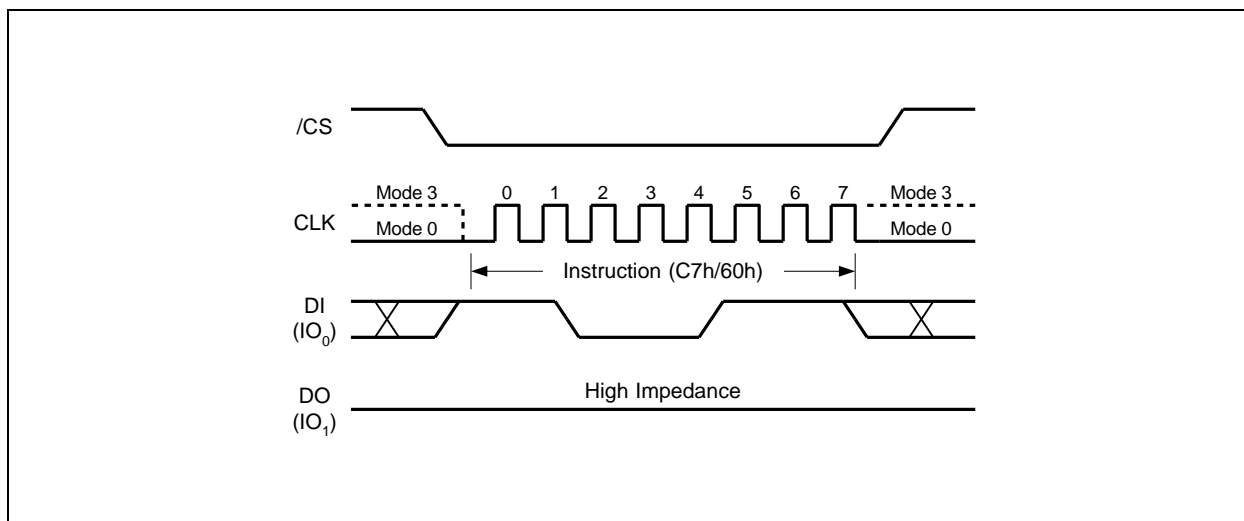 /CS
Mode 3 0 1 2 3 4 5 6 7 Mode 3
CLK
Mode 0 Mode 0
Instruction (C7h/60h)
DI
(IO0)
High Impedance
DO
(IO1)